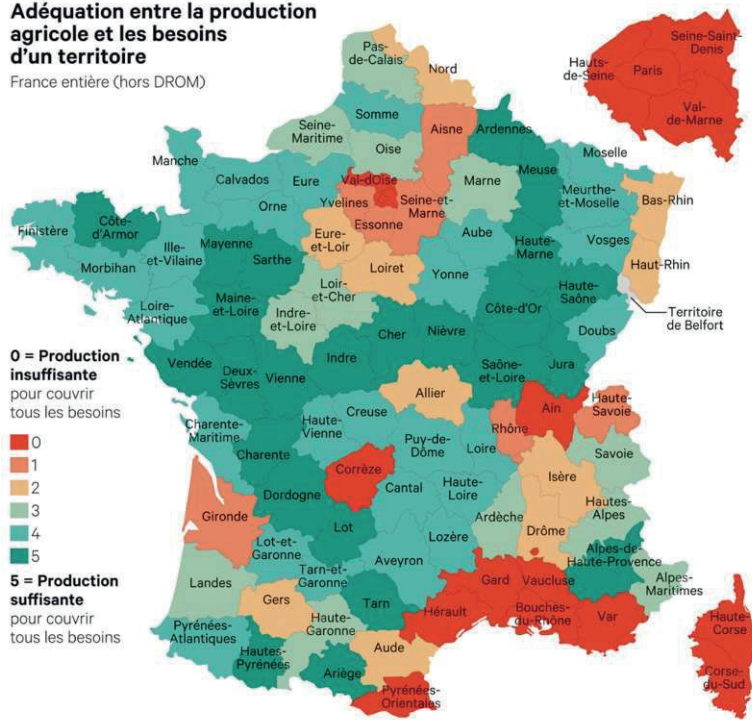 Adéquation entre la production
agricole et les besoins
d'un territoire
France entière (hors DROM)
Pas-
de-Calais
Nord
Hauts-
de-Seine
Paris
Seine-Saint-
Denis
Val-
de-Marne
Somme
Aisne
Ardennes
Seine-
Maritime
Oise
Manche
Calvados
Eure
Orne
Val-d'Oise
Yvelines
Seine-et-
Marne
Essonne
Marne
Meuse
Moselle
Meurthe-
et-Moselle
Bas-Rhin
Finistère
Côte-
d'Armor
Ille-
et-Vilaine
Morbihan
Mayenne
Sarthe
Eure-
et-Loir
Loiret
Aube
Yonne
Haute-
Marne
Vosges
Haut-Rhin
Loire-
Atlantique
Maine-
et-Loire
Loir-
et-Cher
Indre-
et-Loire
Cher
Nièvre
Côte-d'Or
Haute-
Saône
Doubs
Territoire
de Belfort
Vendée
Deux-
Sèvres
Vienne
Indre
Allier
Saône-
et-Loire
Jura
0 = Production
insuffisante
pour couvrir
tous les besoins
0
1
2
3
4
5
5 = Production
suffisante
pour couvrir
tous les besoins
Charente-
Maritime
Charente
Haute-
Vienne
Creuse
Puy-de-
Dôme
Loire
Rhône
Ain
Haute-
Savoie
Savoie
Corrèze
Cantal
Haute-
Loire
Isère
Gironde
Dordogne
Lot
Lozère
Ardèche
Drôme
Hautes-
Alpes
Lot-et-
Garonne
Tarn-et-
Garonne
Aveyron
Gard
Vaucluse
Alpes-de-
Haute-Provence
Alpes-
Maritimes
Landes
Gers
Haute-
Garonne
Tarn
Hérault
Bouches-
du-Rhône
Var
Pyrénées-
Atlantiques
Hautes-
Pyrénées
Ariège
Aude
Pyrénées-
Orientales
Haute-
Corse
Corse-
du-Sud